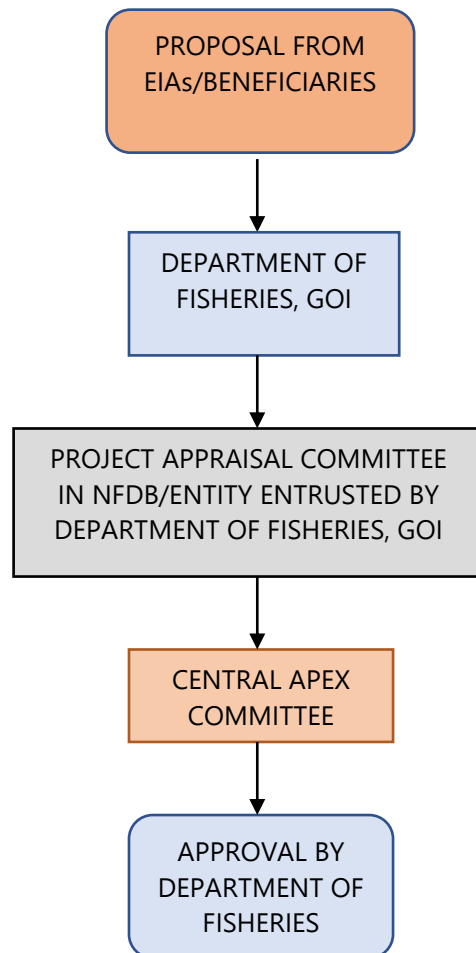 PROPOSAL FROM
EIAs/BENEFICIARIES
DEPARTMENT OF
FISHERIES, GOI
PROJECT APPRAISAL COMMITTEE
IN NFDB/ENTITY ENTRUSTED BY
DEPARTMENT OF FISHERIES, GOI
CENTRAL APEX
COMMITTEE
APPROVAL BY
DEPARTMENT OF
FISHERIES